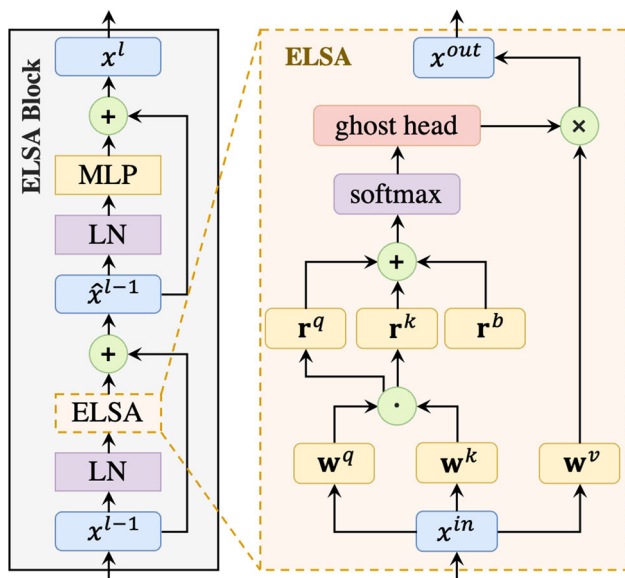 ELSA Block
x^l
+
MLP
LN
x̂^{l-1}
+
ELSA
LN
x^{l-1}
ELSA
x^{out}
ghost head
×
softmax
+
r^q r^k r^b
·
w^q w^k w^v
x^{in}